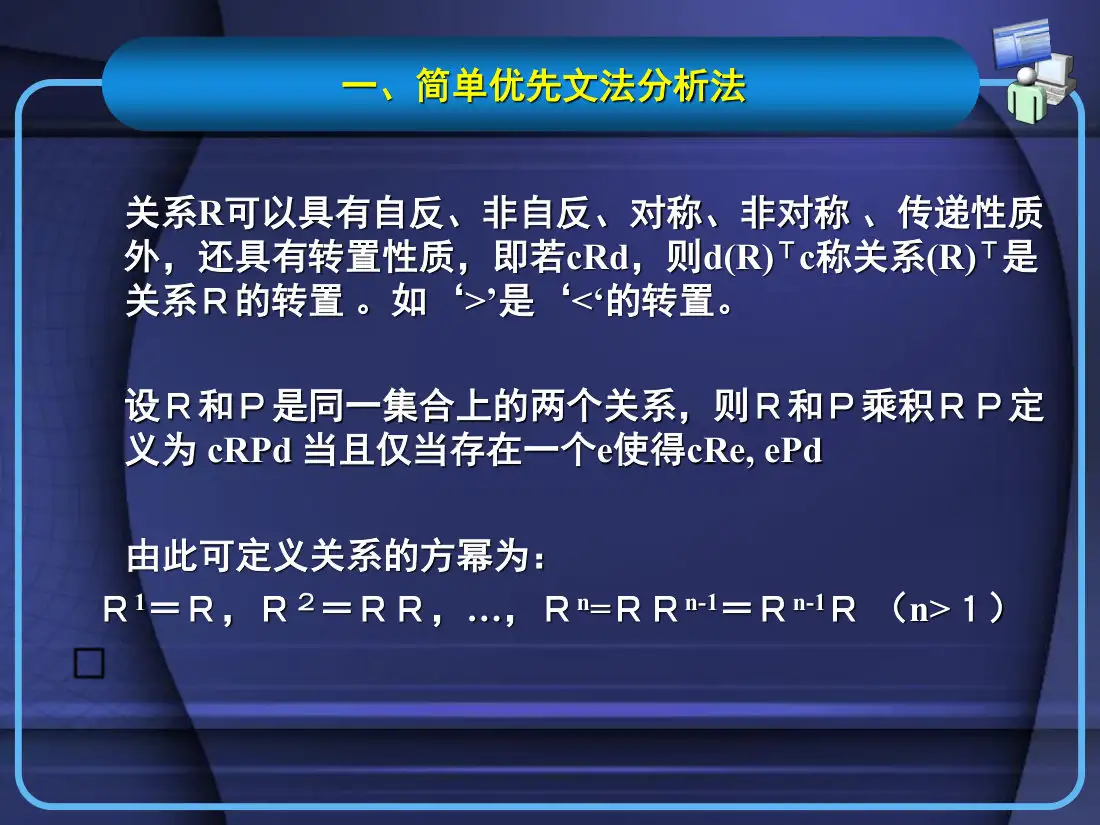 一、简单优先文法分析法
关系R可以具有自反、非自反、对称、非对称 、传递性质
外，还具有转置性质，即若cRd，则d(R)ᵀc称关系(R)ᵀ是
关系Ｒ的转置 。如‘>’是‘<‘的转置。
设Ｒ和Ｐ是同一集合上的两个关系，则Ｒ和Ｐ乘积ＲＰ定
义为 cRPd 当且仅当存在一个e使得cRe, ePd
由此可定义关系的方幂为：
Ｒ¹＝Ｒ，Ｒ²＝ＲＲ，…，Ｒⁿ=ＲＲⁿ⁻¹＝Ｒⁿ⁻¹Ｒ （n>１）